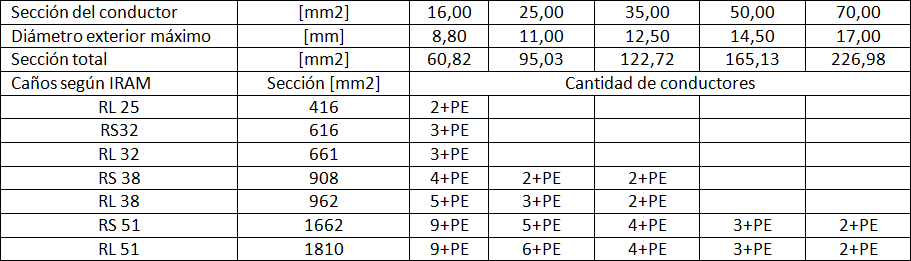 Sección del conductor [mm2] 16,00 25,00 35,00 50,00 70,00
Diámetro exterior máximo [mm] 8,80 11,00 12,50 14,50 17,00
Sección total [mm2] 60,82 95,03 122,72 165,13 226,98
Caños según IRAM Sección [mm2] Cantidad de conductores
RL 25 416 2+PE
RS32 616 3+PE
RL 32 661 3+PE
RS 38 908 4+PE 2+PE 2+PE
RL 38 962 5+PE 3+PE 2+PE
RS 51 1662 9+PE 5+PE 4+PE 3+PE 2+PE
RL 51 1810 9+PE 6+PE 4+PE 3+PE 2+PE